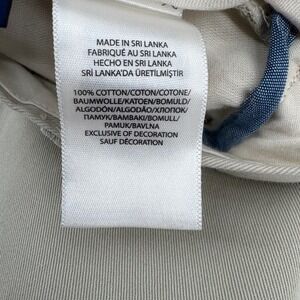 MADE IN SRI LANKA
FABRIQUÉ AU SRI LANKA
HECHO EN SRI LANKA
SRİ LANKA'DA ÜRETİLMİŞTİR
100% COTTON/COTON/COTONE/
BAUMWOLLE/KATOEN/BOMULD/
ALGODÓN/ALGODÃO/ХЛОПОК/
ПАМУК/BAMBAKI/BOMULL/
PAMUK/BAVLNA
EXCLUSIVE OF DECORATION
SAUF DÉCORATION